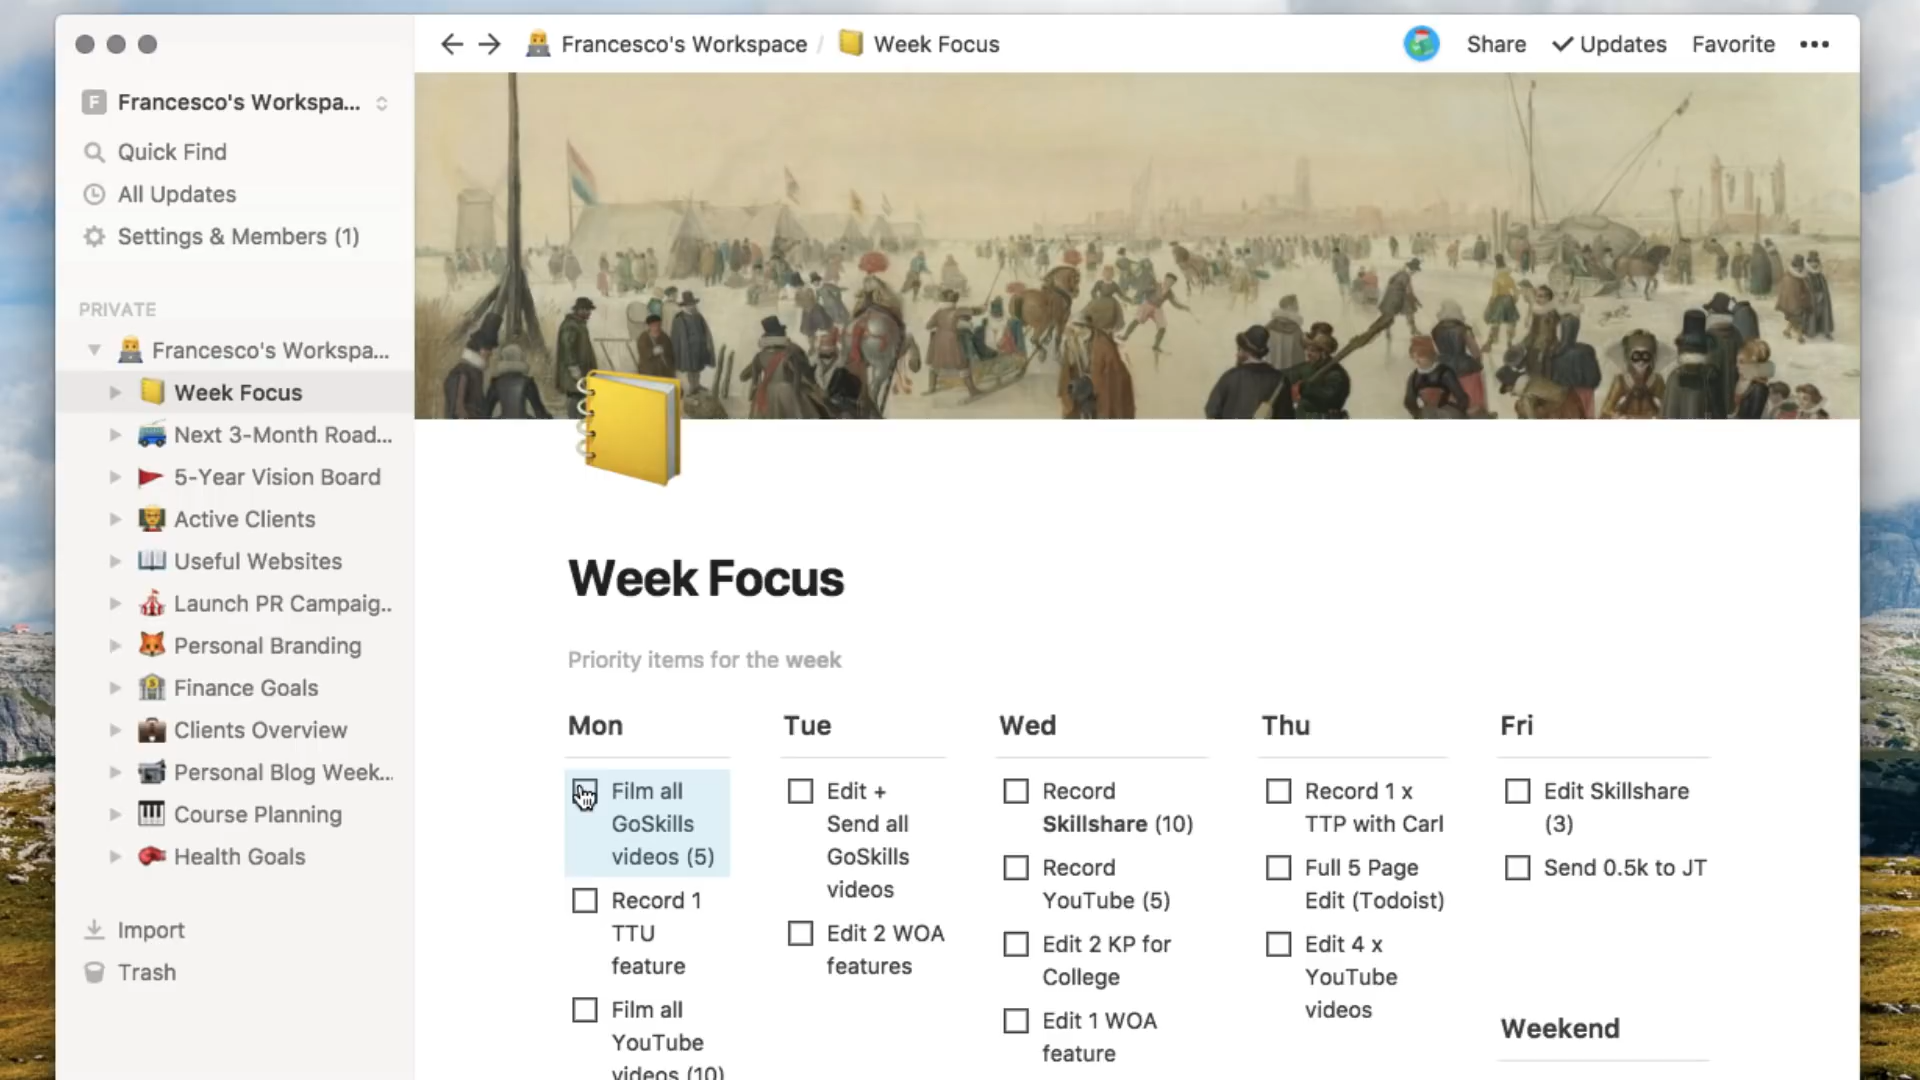 Francesco's Workspace / Week Focus
Share Updates Favorite
F Francesco's Workspa...
Quick Find
All Updates
Settings & Members (1)
PRIVATE
Francesco's Workspa...
Week Focus
Next 3-Month Road...
5-Year Vision Board
Active Clients
Useful Websites
Launch PR Campaig..
Personal Branding
Finance Goals
Clients Overview
Personal Blog Week...
Course Planning
Health Goals
Import
Trash
Week Focus
Priority items for the week
Mon
Film all
GoSkills
videos (5)
Record 1
TTU
feature
Film all
YouTube
videos (10)
Tue
Edit +
Send all
GoSkills
videos
Edit 2 WOA
features
Wed
Record
Skillshare (10)
Record
YouTube (5)
Edit 2 KP for
College
Edit 1 WOA
feature
Thu
Record 1 x
TTP with Carl
Full 5 Page
Edit (Todoist)
Edit 4 x
YouTube
videos
Fri
Edit Skillshare
(3)
Send 0.5k to JT
Weekend